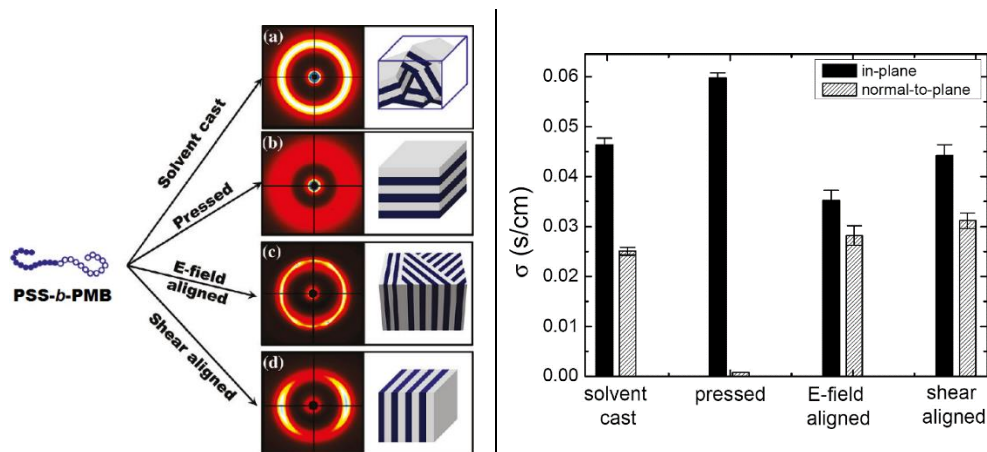 (a)
Solvent cast
(b)
Pressed
PSS-b-PMB
(c)
E-field
aligned
(d)
Shear aligned
in-plane
normal-to-plane
σ (s/cm)
0.06
0.05
0.04
0.03
0.02
0.01
0.00
solvent
cast
pressed
E-field
aligned
shear
aligned